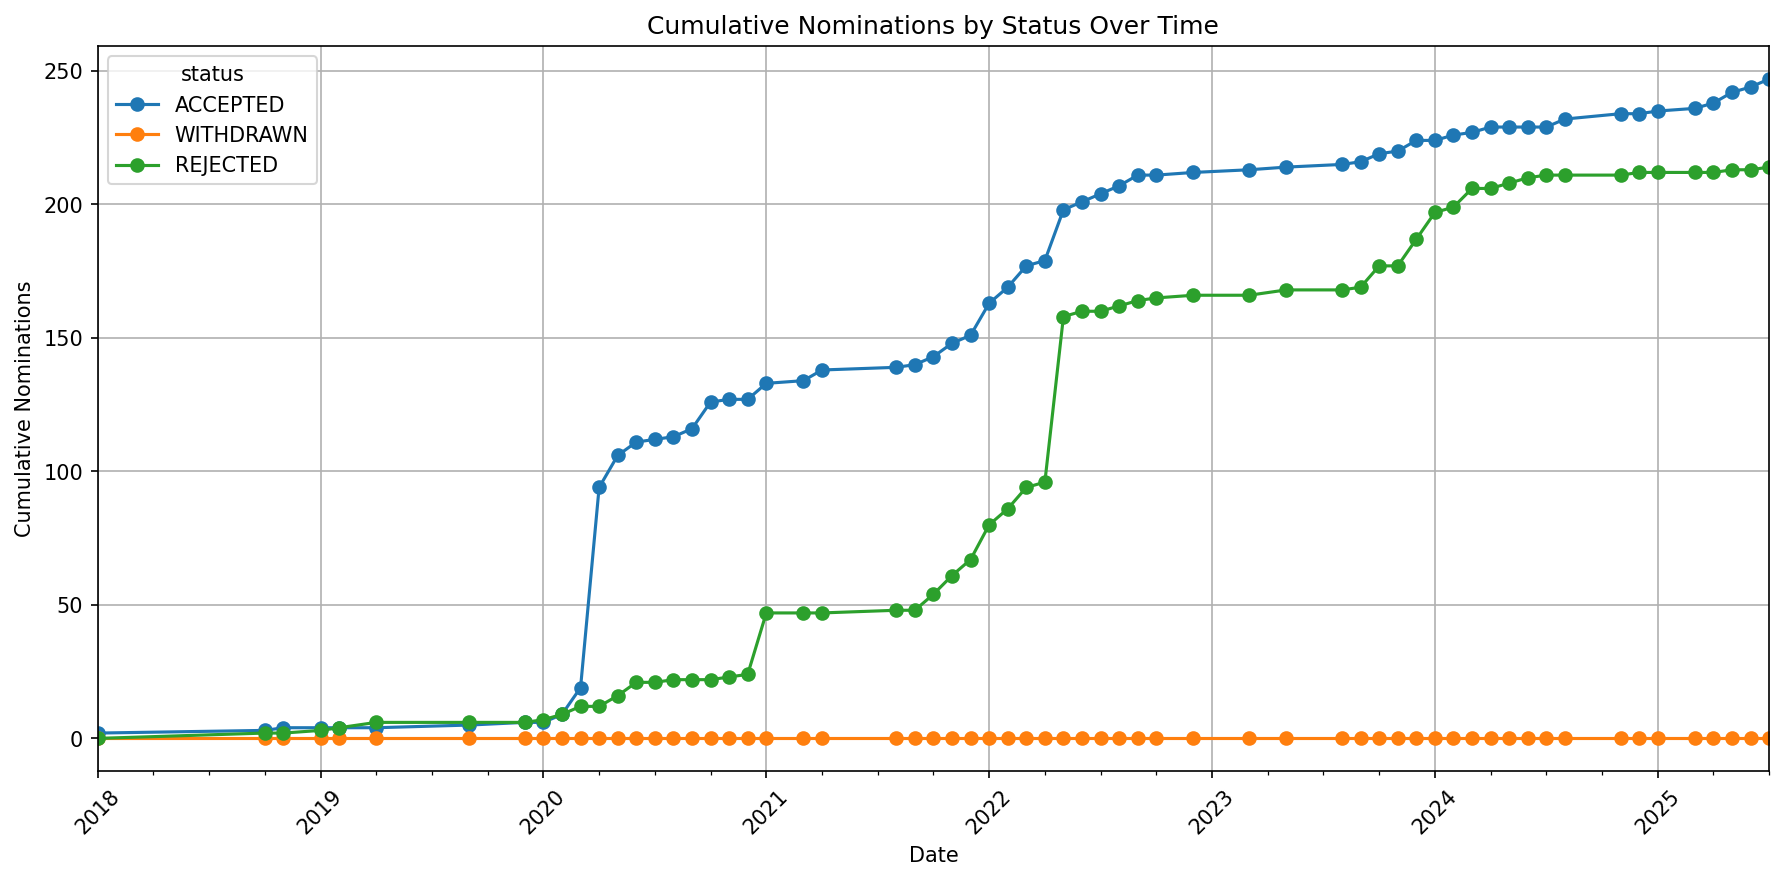 Cumulative Nominations by Status Over Time
status
ACCEPTED
WITHDRAWN
REJECTED
Cumulative Nominations
250
200
150
100
50
0
2018
2019
2020
2021
2022
2023
2024
2025
Date